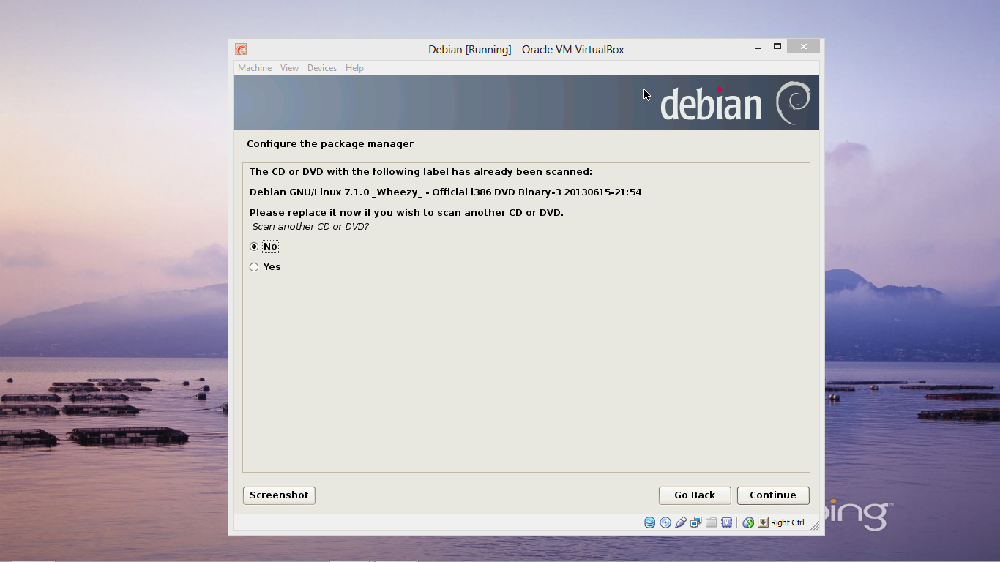 Debian [Running] - Oracle VM VirtualBox
Machine View Devices Help
debian
Configure the package manager
The CD or DVD with the following label has already been scanned:
Debian GNU/Linux 7.1.0 _Wheezy_ - Official i386 DVD Binary-3 20130615-21:54
Please replace it now if you wish to scan another CD or DVD.
Scan another CD or DVD?
No
Yes
Screenshot Go Back Continue
Right Ctrl
bing™